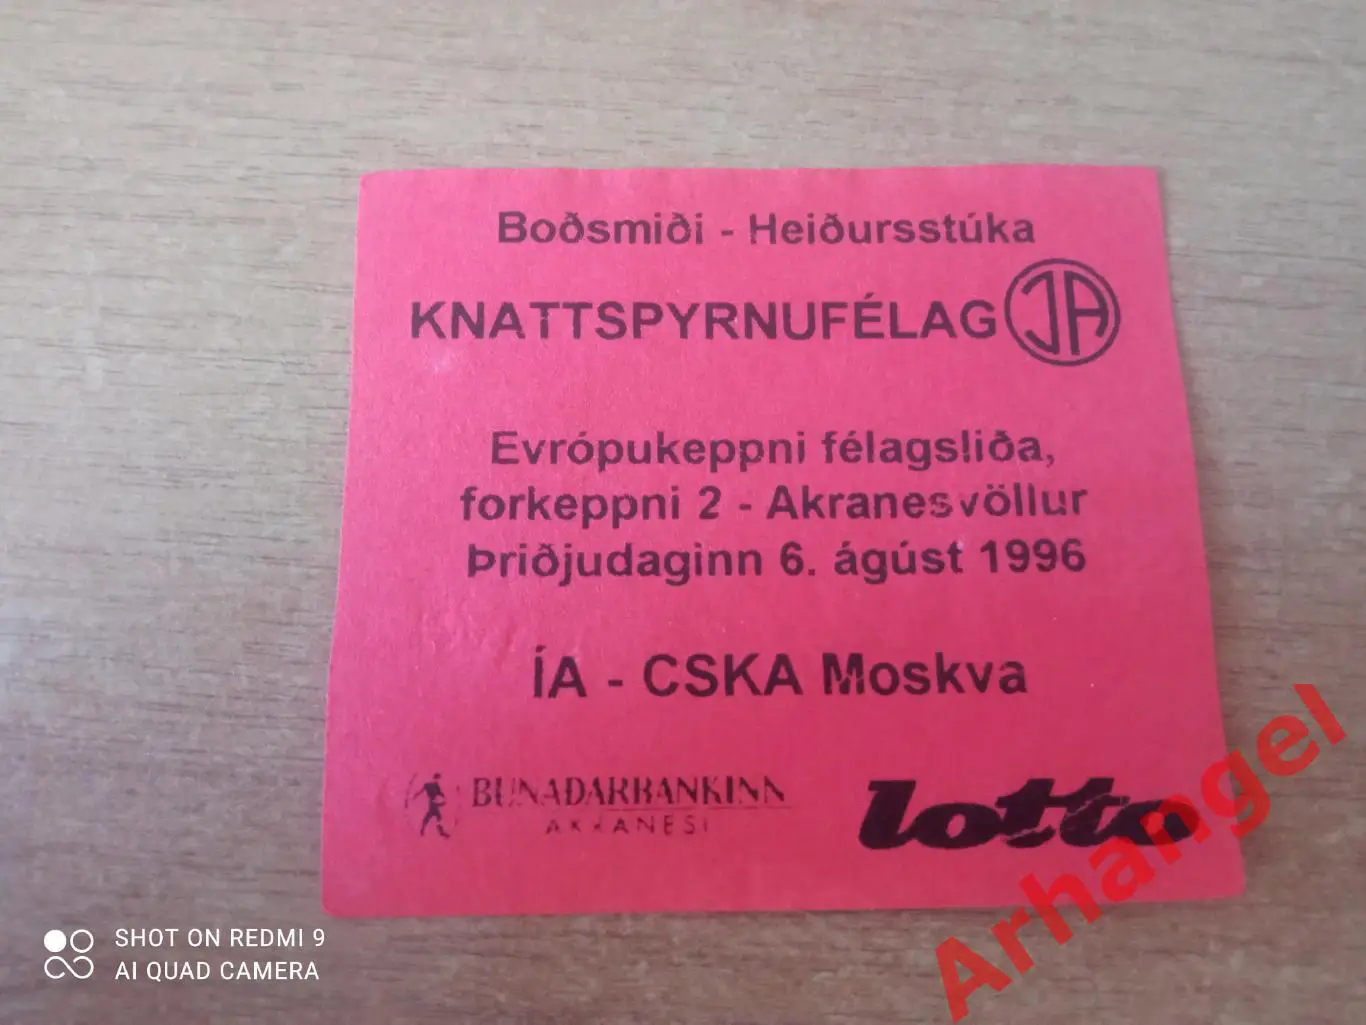 Boðsmiði - Heiðursstúka
KNATTSPYRNUFÉLAG ÍA
Evrópukeppni félagsliða,
forkeppni 2 - Akranesvöllur
Þriðjudaginn 6. ágúst 1996
ÍA - CSKA Moskva
BUNAÐARBANKINN
AKRANESI
lotto
Arhangel
SHOT ON REDMI 9
AI QUAD CAMERA